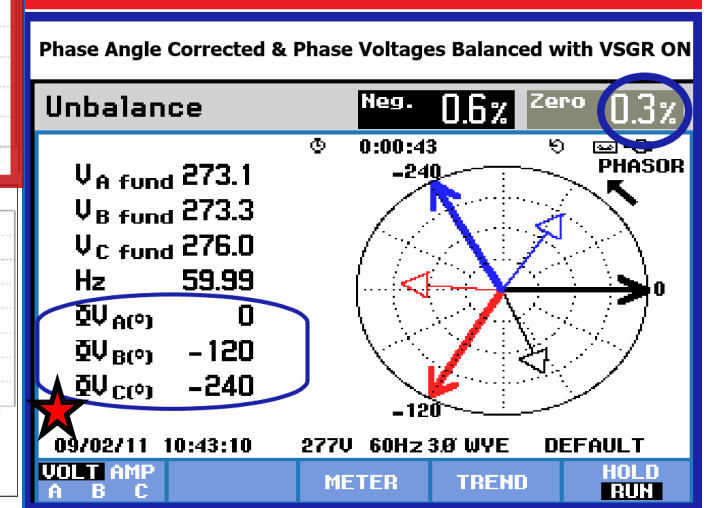 Phase Angle Corrected & Phase Voltages Balanced with VSGR ON
Unbalance Neg. 0.6% Zero 0.3%
0:00:43
PHASOR
-240
V A fund 273.1
V B fund 273.3
V C fund 276.0
Hz 59.99
0
ΦV A(°) 0
ΦV B(°) -120
ΦV C(°) -240
-120
09/02/11 10:43:10 277V 60Hz 3Ø WYE DEFAULT
VOLT AMP
A B C
METER TREND
HOLD
RUN